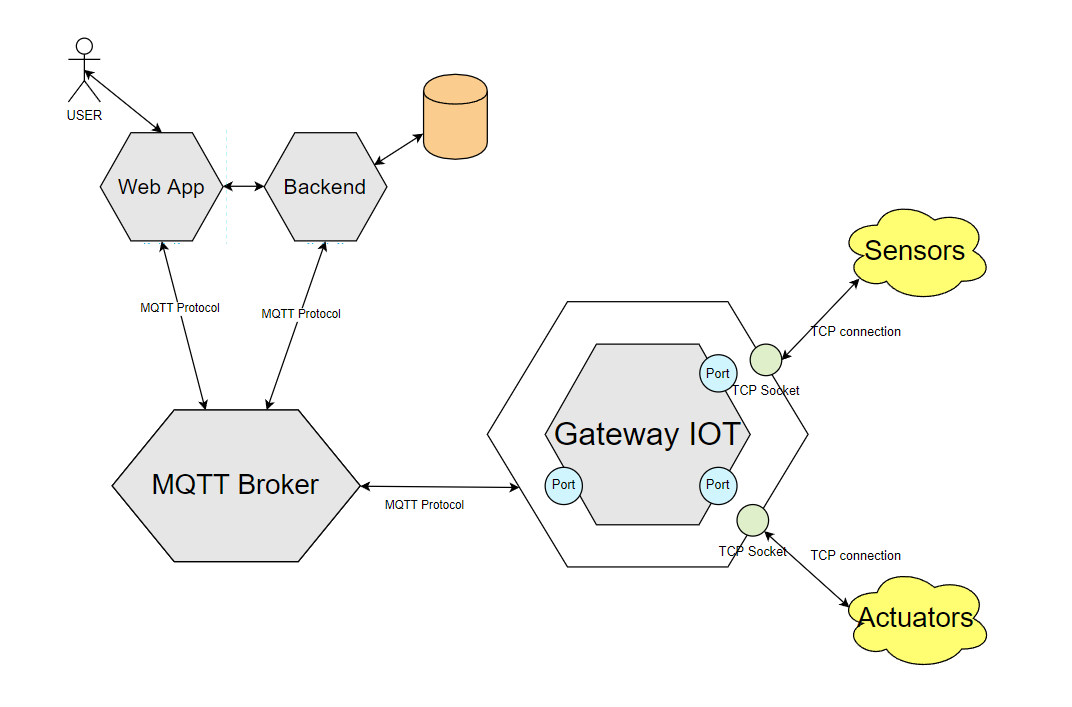 USER
Web App
Backend
Sensors
MQTT Protocol
MQTT Protocol
TCP connection
Port
TCP Socket
Gateway IOT
MQTT Broker
Port
Port
MQTT Protocol
TCP Socket
TCP connection
Actuators